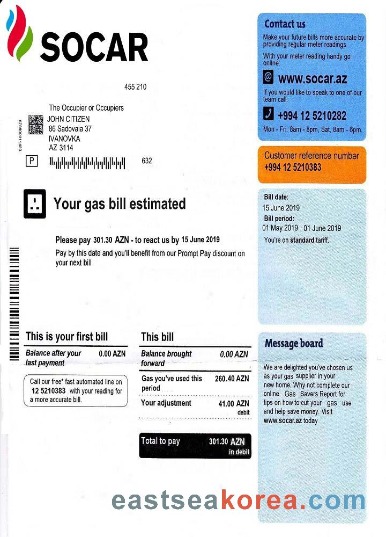 SOCAR
455 210
The Occupier or Occupiers
JOHN CITIZEN
86 Sadovaia 37
IVANOVKA
AZ 3114
P
632
Your gas bill estimated
Please pay 301.30 AZN - to react us by 15 June 2019
Pay by this date and you'll benefit from our Prompt Pay discount on
your next bill
This is your first bill
Balance after your
last payment
0.00 AZN
Call our free* fast automated line on
12 5210383 with your reading for
a more accurate bill.
This bill
Balance brought
forward
0.00 AZN
Gas you've used this
period
260.40 AZN
Your adjustment
41.00 AZN
debit
Total to pay
301.30 AZN
in debit
Contact us
Make your future bills more accurate by
providing regular meter readings.
With your meter reading handy go
online
www.socar.az
If you would like to speak to one of our
team call
+994 12 5210282
Mon - Fri: 8am - 8pm, Sat, 8am - 6pm.
Customer reference number
+994 12 5210383
Bill date:
15 June 2019
Bill period:
01 May 2019 01 June 2019
You're on standard tariff.
Message board
We are delighted you've chosen us
as your gas supplier in your
new home. Why not complete our
online Gas Savers Report for
tips on how to cut your gas use
and help save money. Visit
www.socar.az today
eastseakorea.com